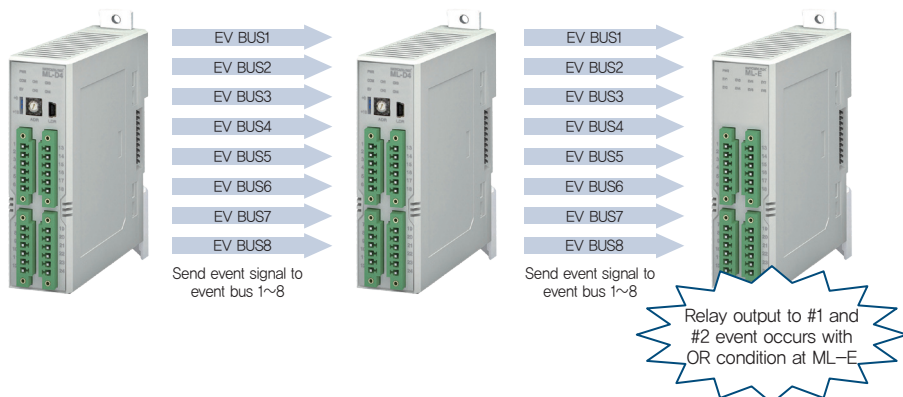 EV BUS1
EV BUS2
EV BUS3
EV BUS4
EV BUS5
EV BUS6
EV BUS7
EV BUS8
Send event signal to
event bus 1~8
EV BUS1
EV BUS2
EV BUS3
EV BUS4
EV BUS5
EV BUS6
EV BUS7
EV BUS8
Send event signal to
event bus 1~8
ML-D4
ML-D4
ML-E
Relay output to #1 and
#2 event occurs with
OR condition at ML-E